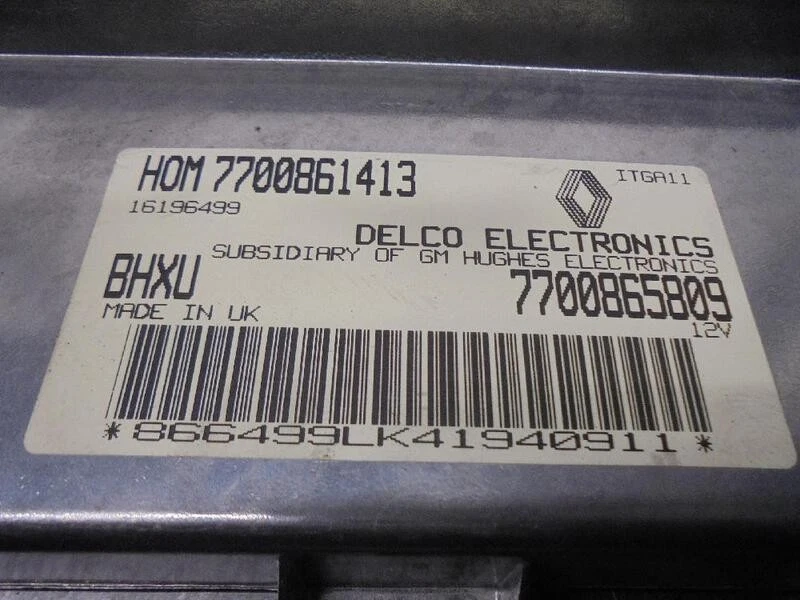 HOM 7700861413
ITGA11
16196499
DELCO ELECTRONICS
SUBSIDIARY OF GM HUGHES ELECTRONICS
BHXU
7700865809
MADE IN UK
12V
*866499LK41940911*